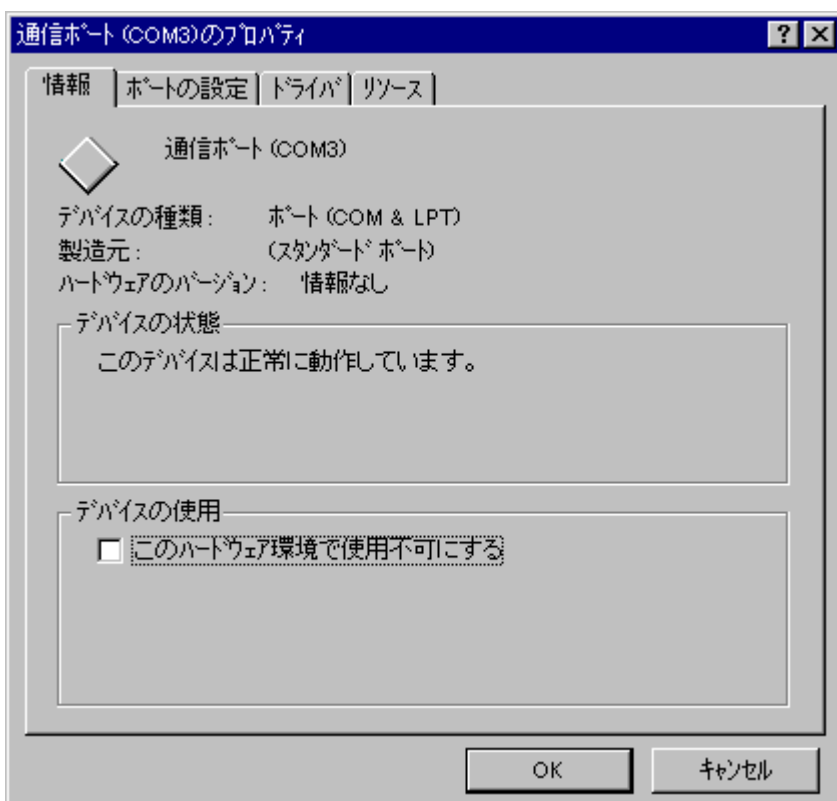 通信ﾎﾟｰﾄ (COM3)のﾌﾟﾛﾊﾟﾃｨ
情報 ﾎﾟｰﾄの設定 ﾄﾞﾗｲﾊﾞ ﾘｿｰｽ
通信ﾎﾟｰﾄ (COM3)
ﾃﾞﾊﾞｲｽの種類: ﾎﾟｰﾄ (COM & LPT)
製造元: (ｽﾀﾝﾀﾞｰﾄﾞ ﾎﾟｰﾄ)
ﾊｰﾄﾞｳｪｱのﾊﾞｰｼﾞｮﾝ: 情報なし
ﾃﾞﾊﾞｲｽの状態
このﾃﾞﾊﾞｲｽは正常に動作しています。
ﾃﾞﾊﾞｲｽの使用
このﾊｰﾄﾞｳｪｱ環境で使用不可にする
OK ｷｬﾝｾﾙ